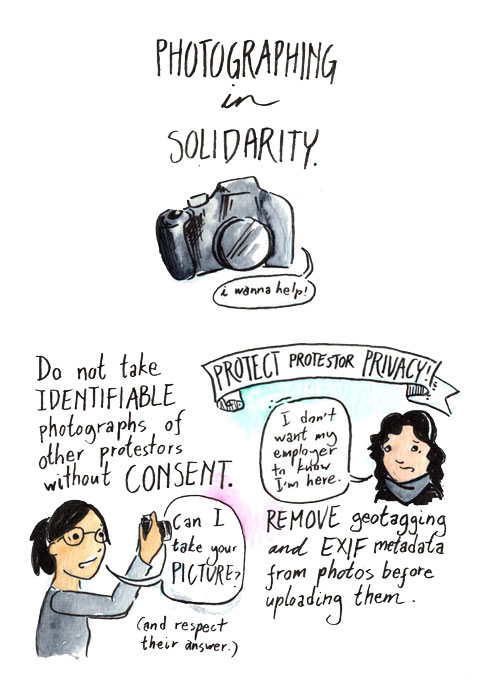 PHOTOGRAPHING
in
SOLIDARITY.
i wanna help!
Do not take
IDENTIFIABLE
photographs of
other protestors
without CONSENT.
Can I
take your
PICTURE?
(and respect
their answer.)
PROTECT PROTESTOR PRIVACY!
I don't
want my
employer
to know
I'm here.
REMOVE geotagging
and EXIF metadata
from photos before
uploading them.